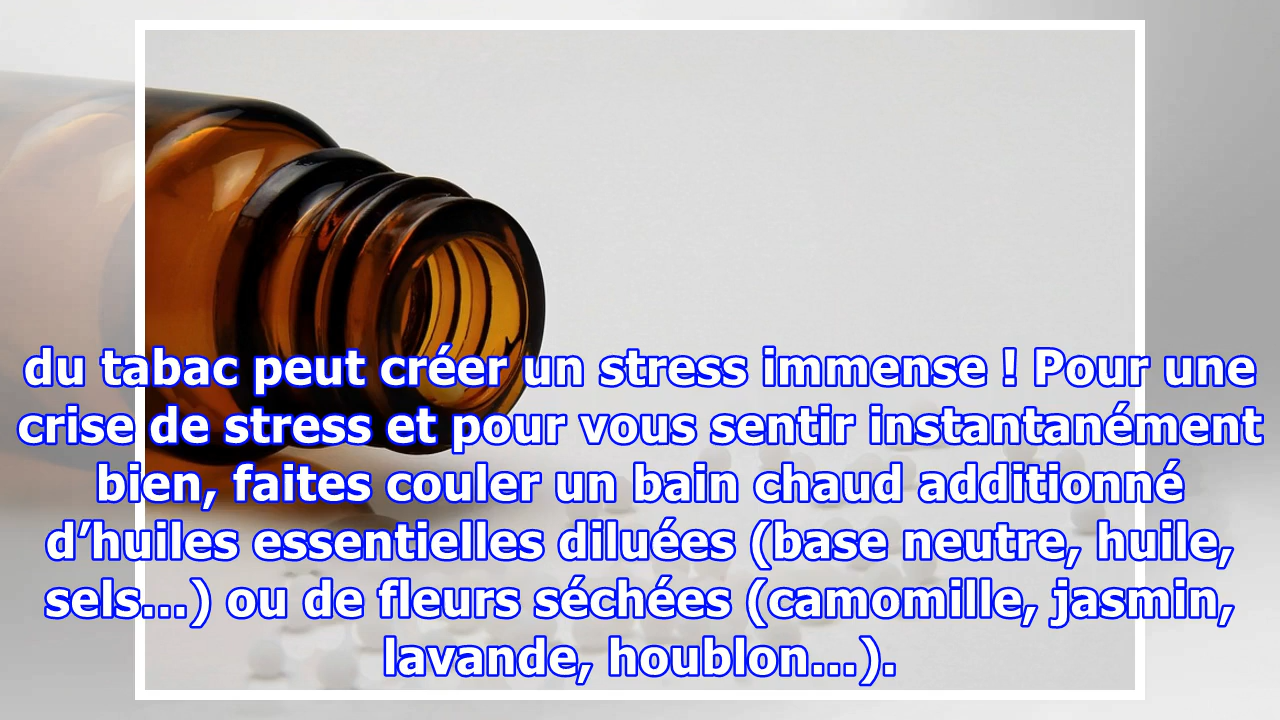 du tabac peut créer un stress immense ! Pour une
crise de stress et pour vous sentir instantanément
bien, faites couler un bain chaud additionné
d’huiles essentielles diluées (base neutre, huile,
sels...) ou de fleurs séchées (camomille, jasmin,
lavande, houblon...).